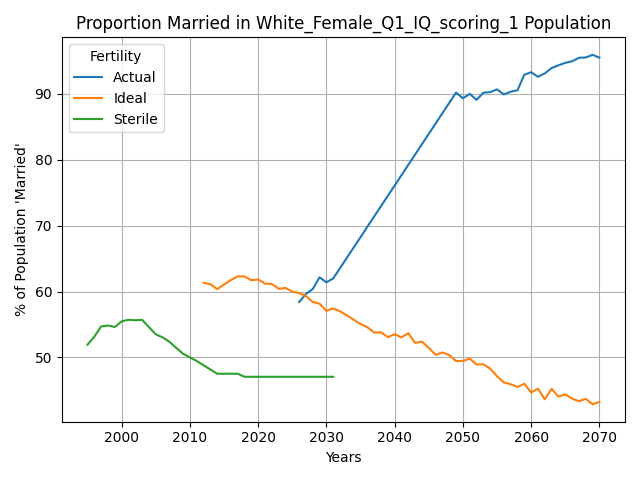 Proportion Married in White_Female_Q1_IQ_scoring_1 Population
Fertility
Actual
Ideal
Sterile
% of Population 'Married'
90
80
70
60
50
2000 2010 2020 2030 2040 2050 2060 2070
Years